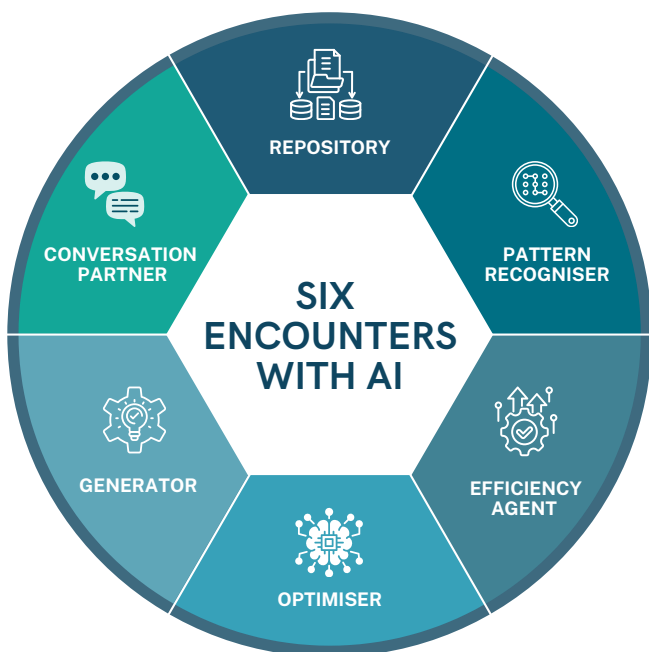 REPOSITORY
PATTERN
RECOGNISER
EFFICIENCY
AGENT
OPTIMISER
GENERATOR
CONVERSATION
PARTNER
SIX
ENCOUNTERS
WITH AI